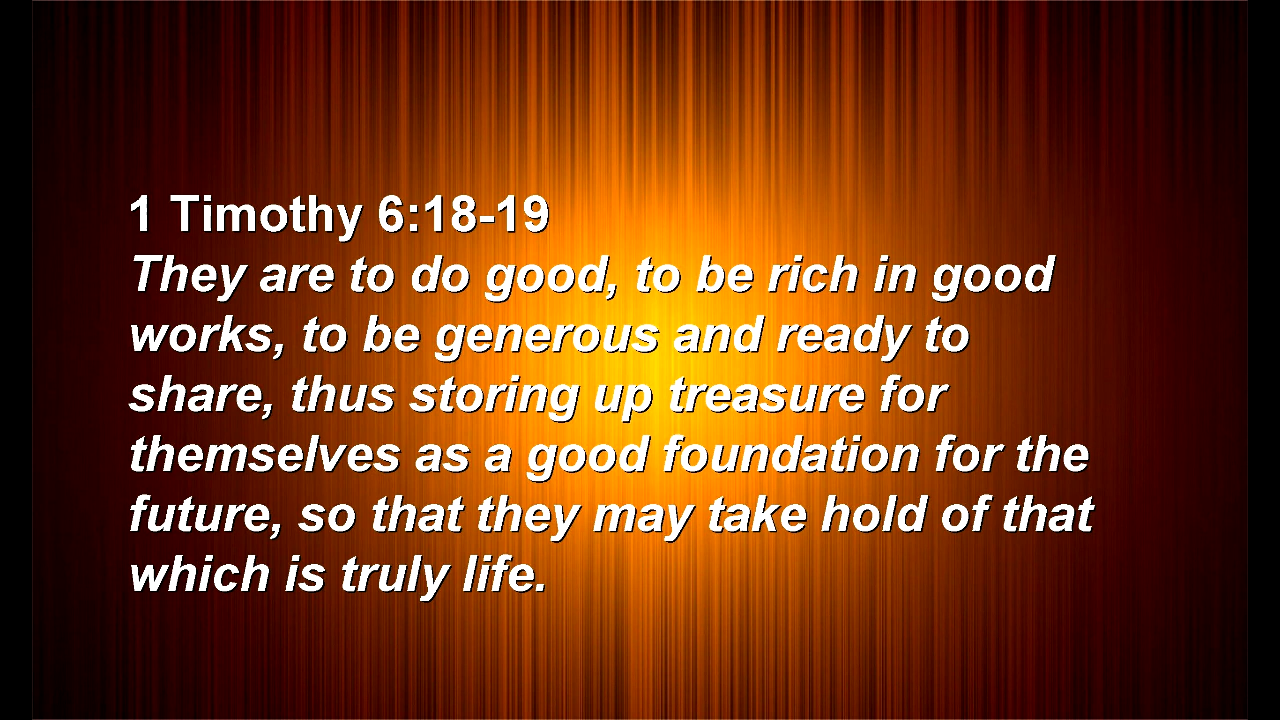 1 Timothy 6:18-19
They are to do good, to be rich in good
works, to be generous and ready to
share, thus storing up treasure for
themselves as a good foundation for the
future, so that they may take hold of that
which is truly life.